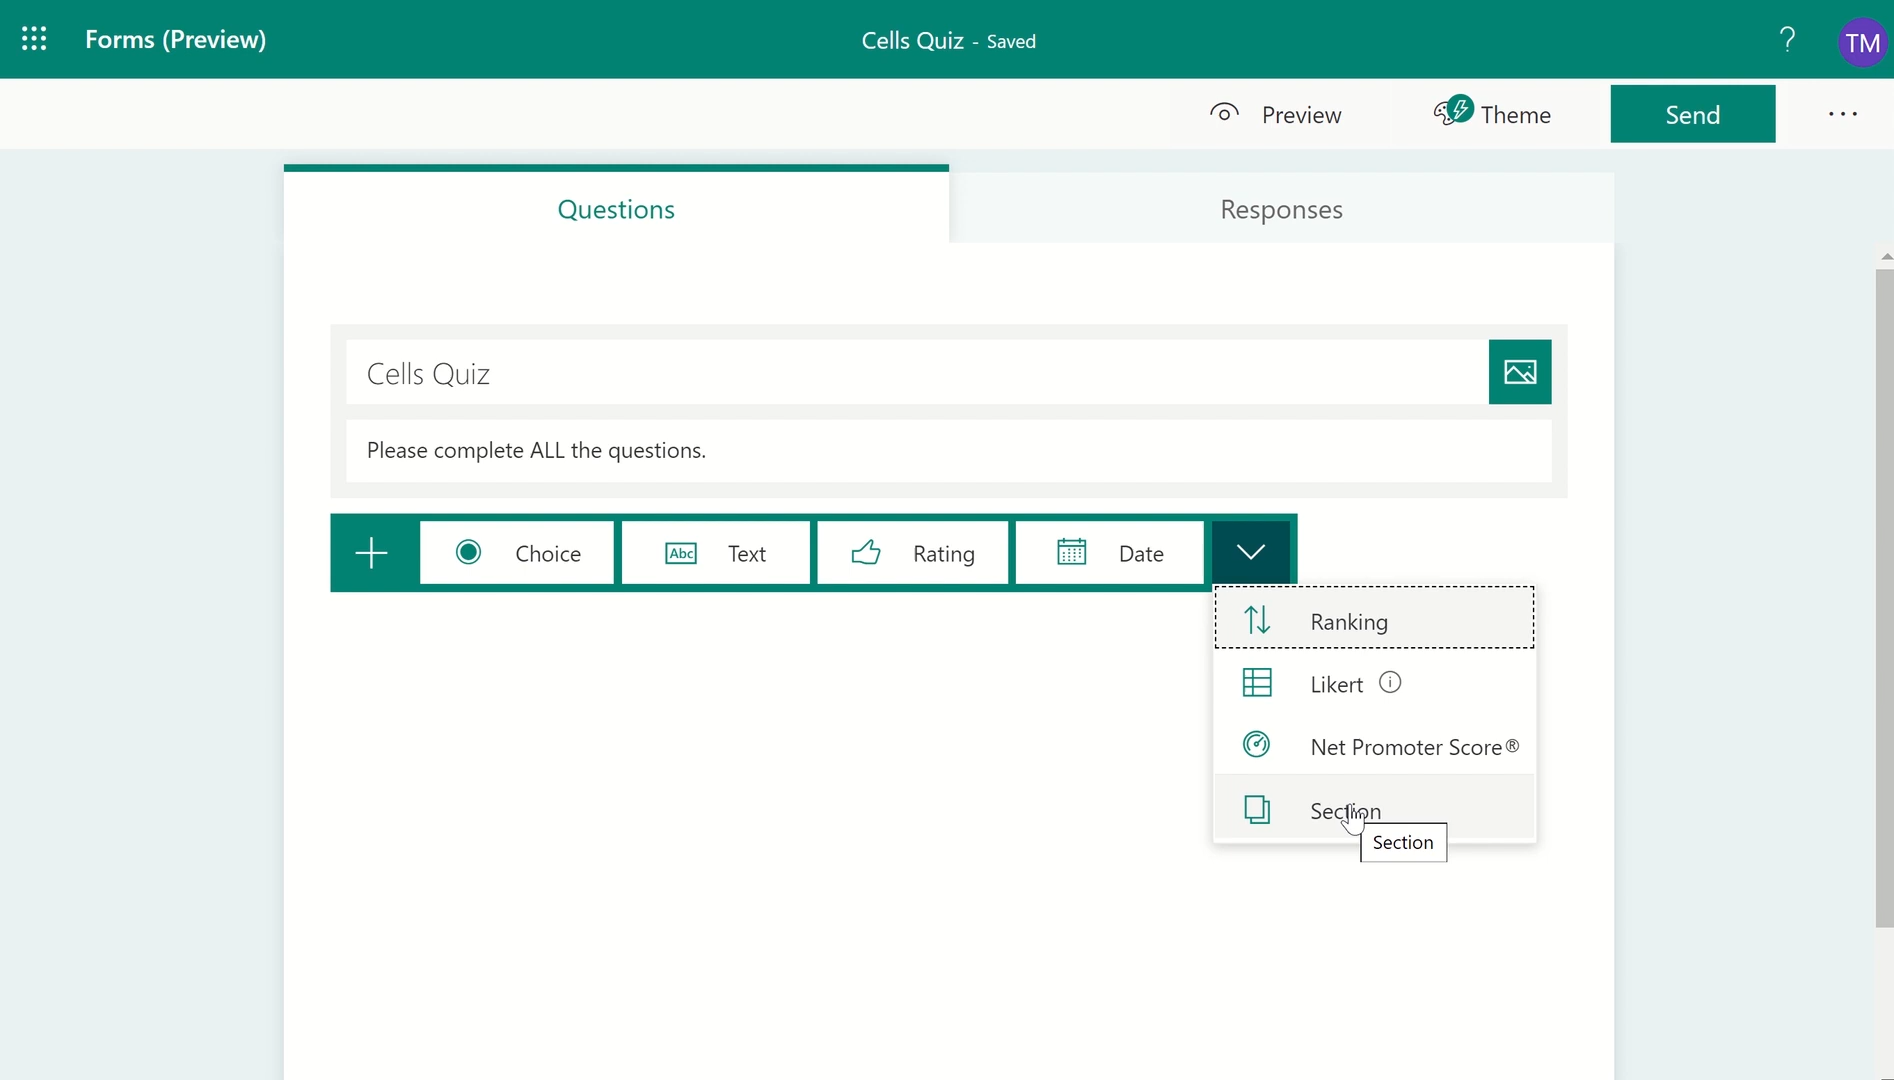 Forms (Preview)
Cells Quiz - Saved
?
TM
Preview
Theme
Send
...
Questions
Responses
Cells Quiz
Please complete ALL the questions.
Choice
Abc
Text
Rating
Date
Ranking
Likert
Net Promoter Score®
Section
Section